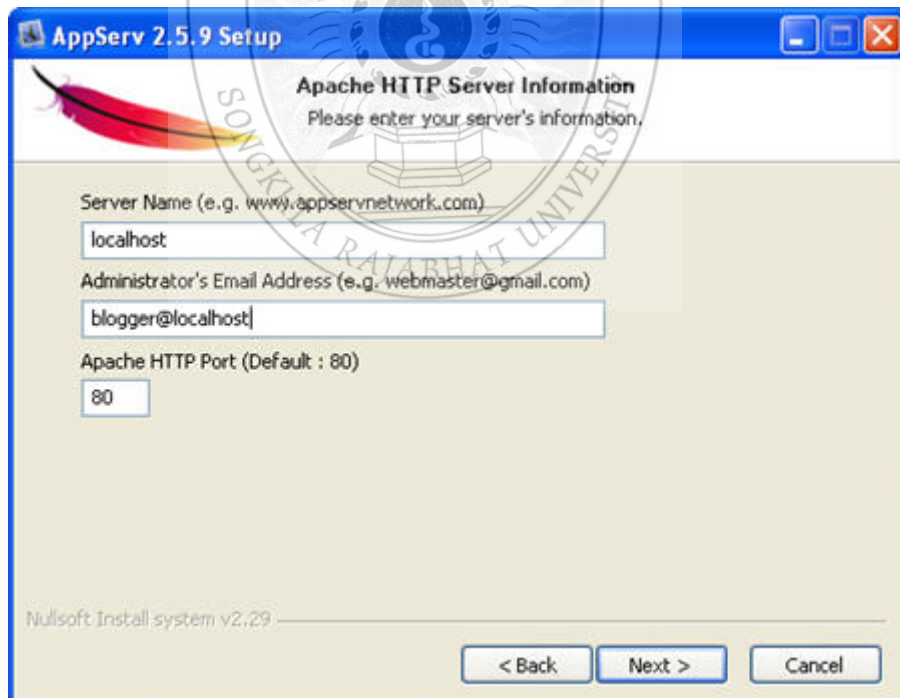 AppServ 2.5.9 Setup
Apache HTTP Server Information
Please enter your server's information.
Server Name (e.g. www.appservnetwork.com)
localhost
Administrator's Email Address (e.g. webmaster@gmail.com)
blogger@localhost
Apache HTTP Port (Default : 80)
80
Nullsoft Install system v2.29
< Back
Next >
Cancel
SONGKHLA RAJABHAT UNIVERSITY